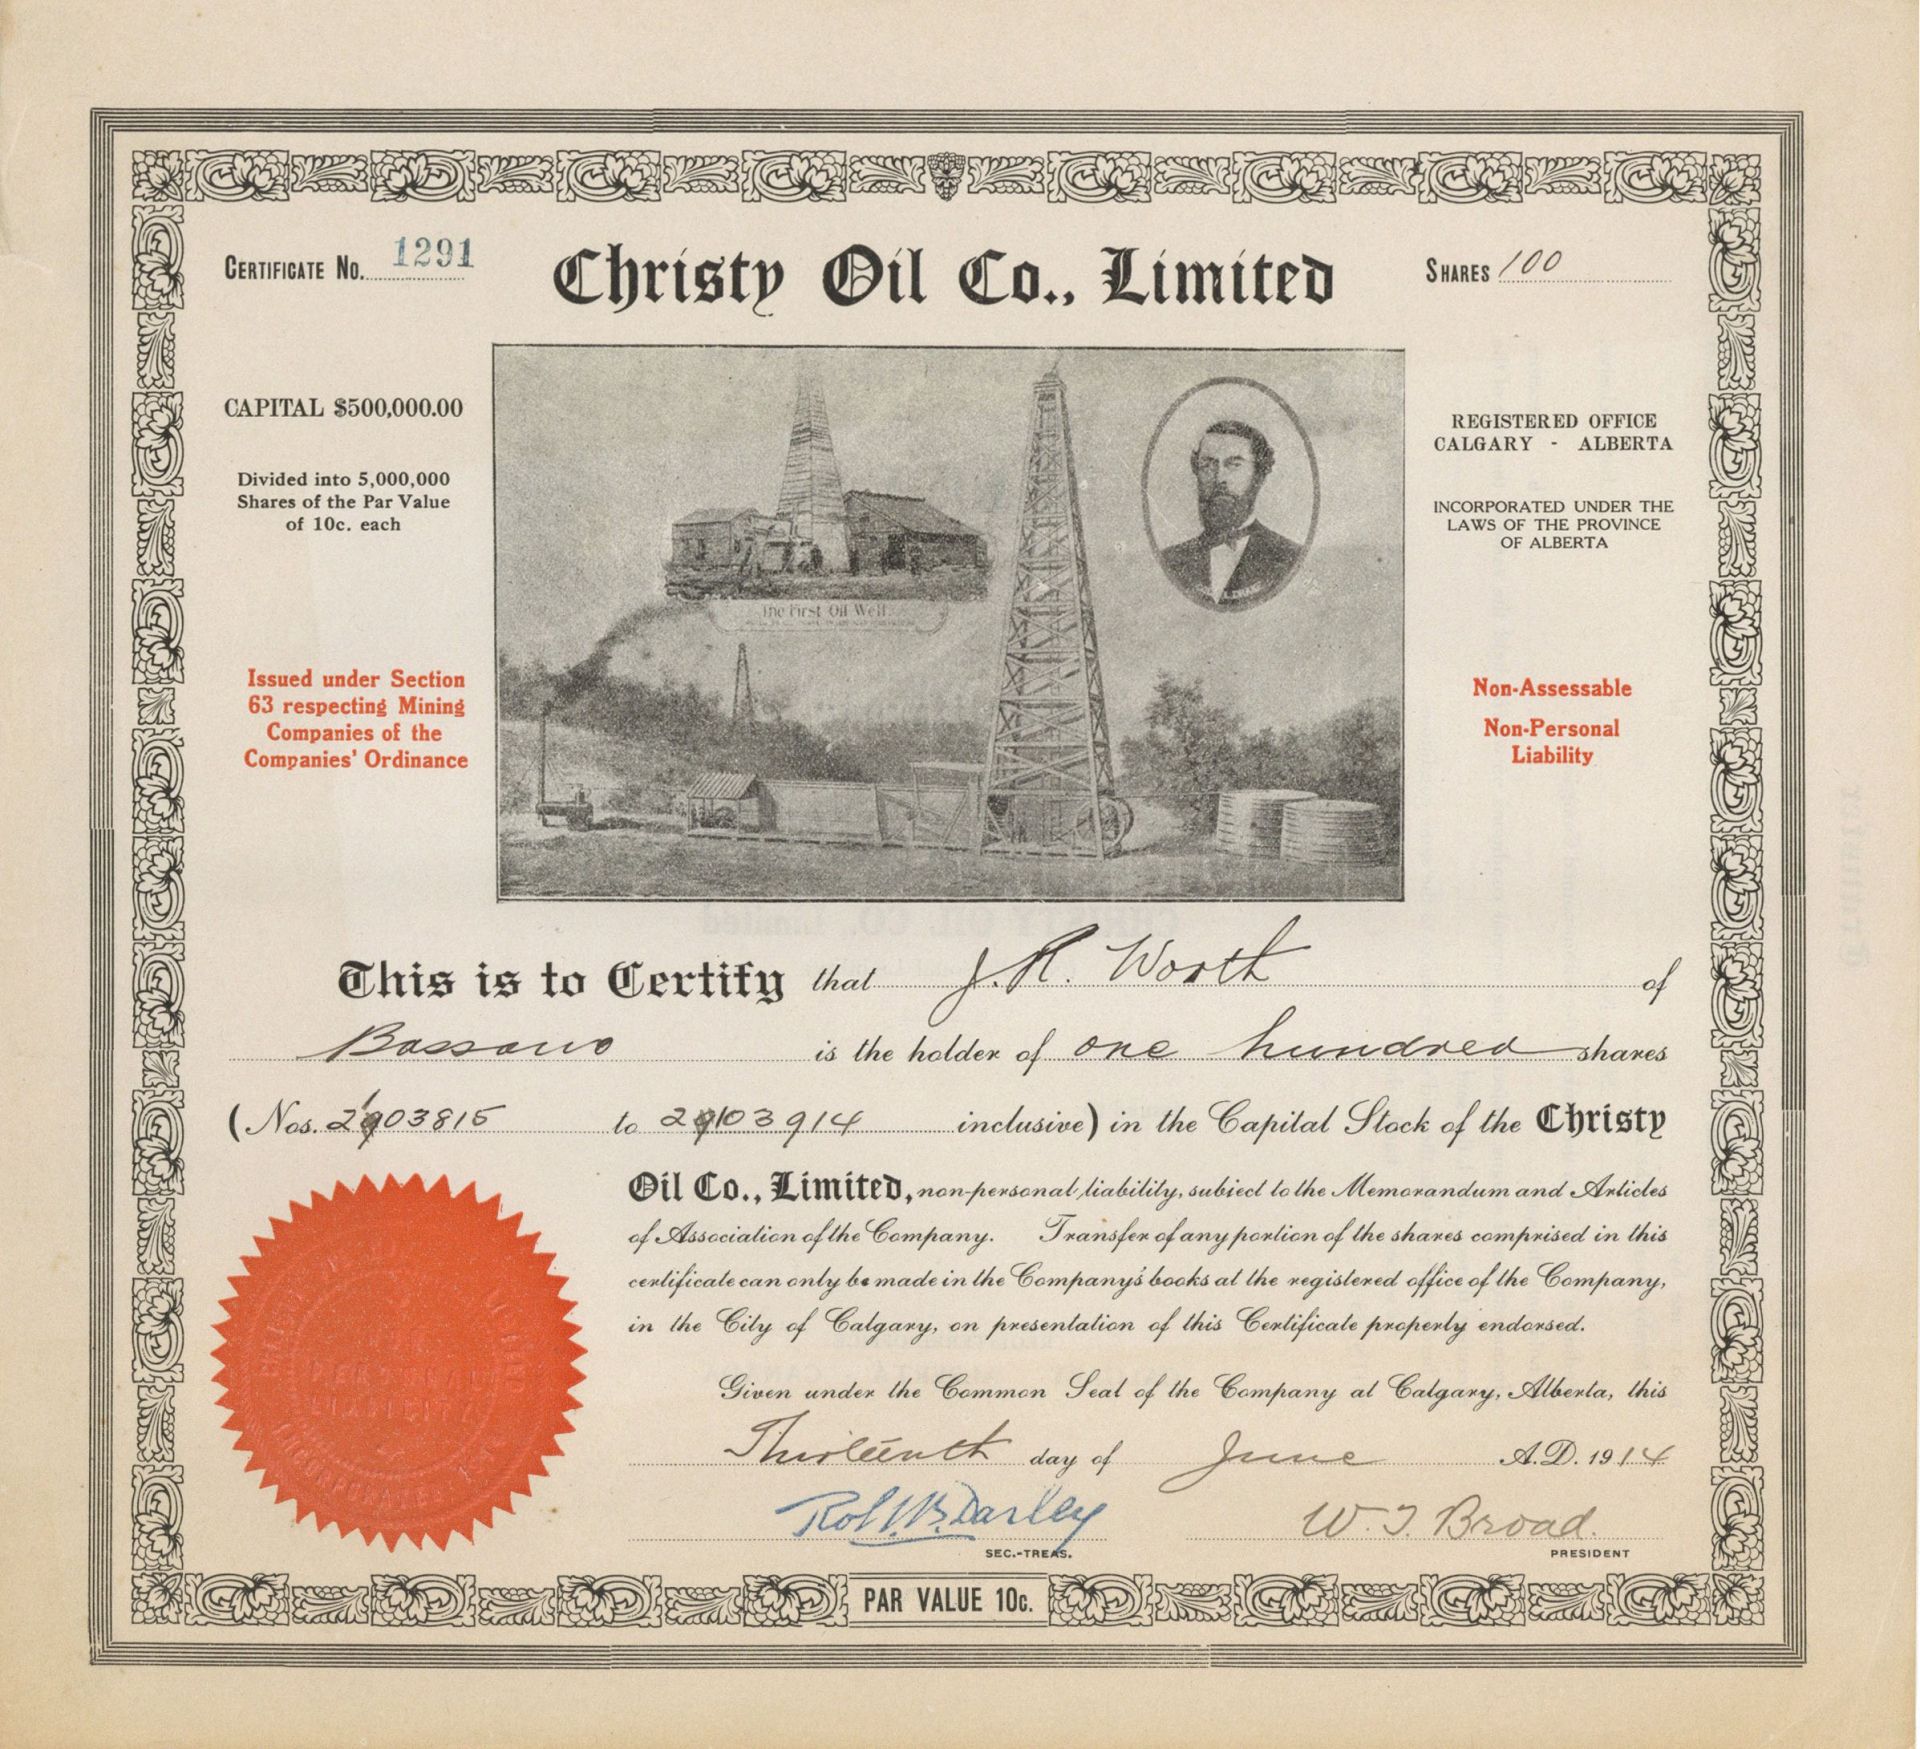 CERTIFICATE NO. 1291
Christy Oil Co., Limited
SHARES 100
CAPITAL $500,000.00
Divided into 5,000,000
Shares of the Par Value
of 10c. each
Issued under Section
63 respecting Mining
Companies of the
Companies' Ordinance
The First Oil Well
REGISTERED OFFICE
CALGARY - ALBERTA
INCORPORATED UNDER THE
LAWS OF THE PROVINCE
OF ALBERTA
Non-Assessable
Non-Personal
Liability
This is to Certify that J. R. Worth of
Bassano is the holder of one hundred shares
(Nos. 2103815 to 2103914 inclusive) in the Capital Stock of the Christy
Oil Co., Limited, non-personal liability, subject to the Memorandum and Articles
of Association of the Company. Transfer of any portion of the shares comprised in this
certificate can only be made in the Company's books at the registered office of the Company,
in the City of Calgary, on presentation of this Certificate properly endorsed.
Given under the Common Seal of the Company at Calgary, Alberta, this
Thirteenth day of June A.D. 1914
Darley
SEC.-TREAS.
W. J. Broad.
PRESIDENT
INCORPORATED
PAR VALUE 10c.